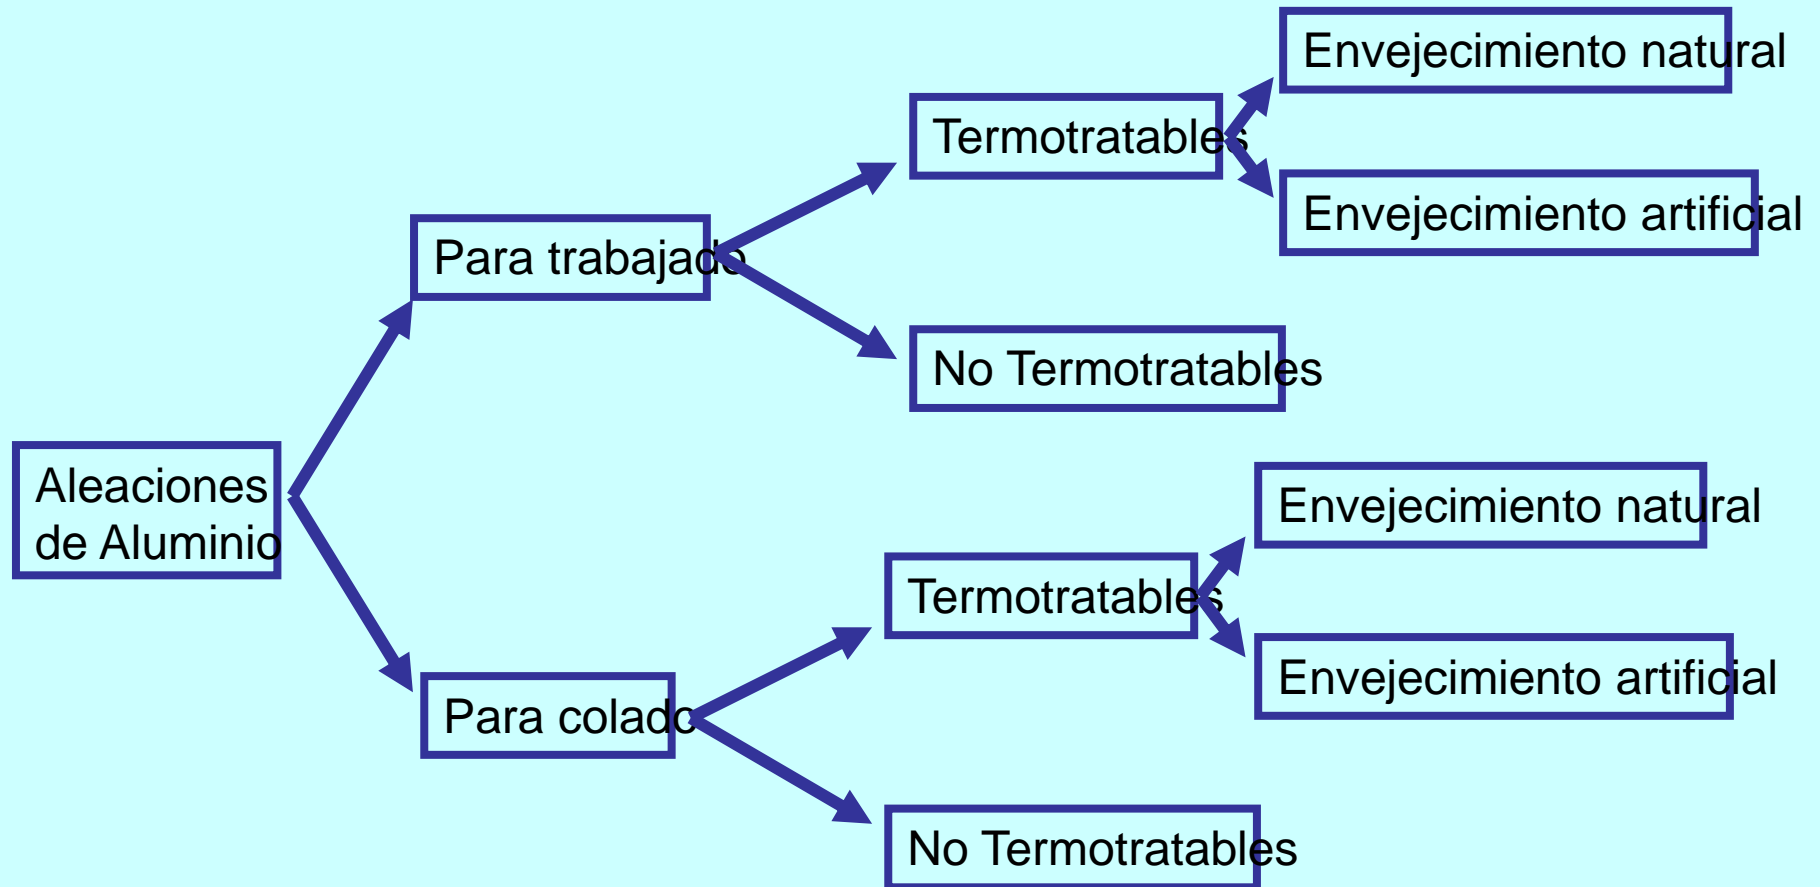 Envejecimiento natural
Termotratables
Envejecimiento artificial
Para trabajado
No Termotratables
Aleaciones
de Aluminio
Envejecimiento natural
Termotratables
Envejecimiento artificial
Para colado
No Termotratables